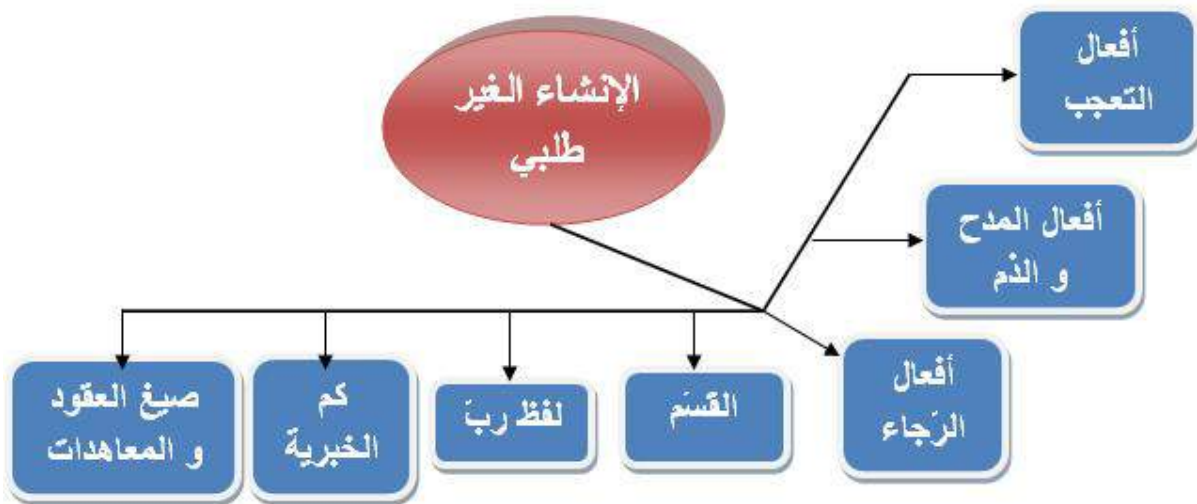 الإنشاء الغير
طلبي
أفعال
التعجب
أفعال المدح
و الذم
أفعال
الرّجاء
القسَم
لفظ ربّ
كم
الخبرية
صيغ العقود
و المعاهدات